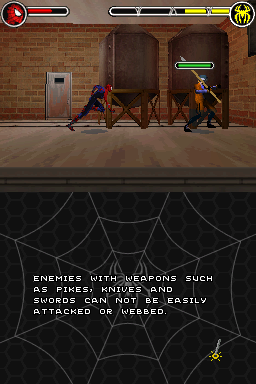 ENEMIES WITH WEAPONS SUCH
AS PIKES, KNIVES AND
SWORDS CAN NOT BE EASILY
ATTACKED OR WEBBED.